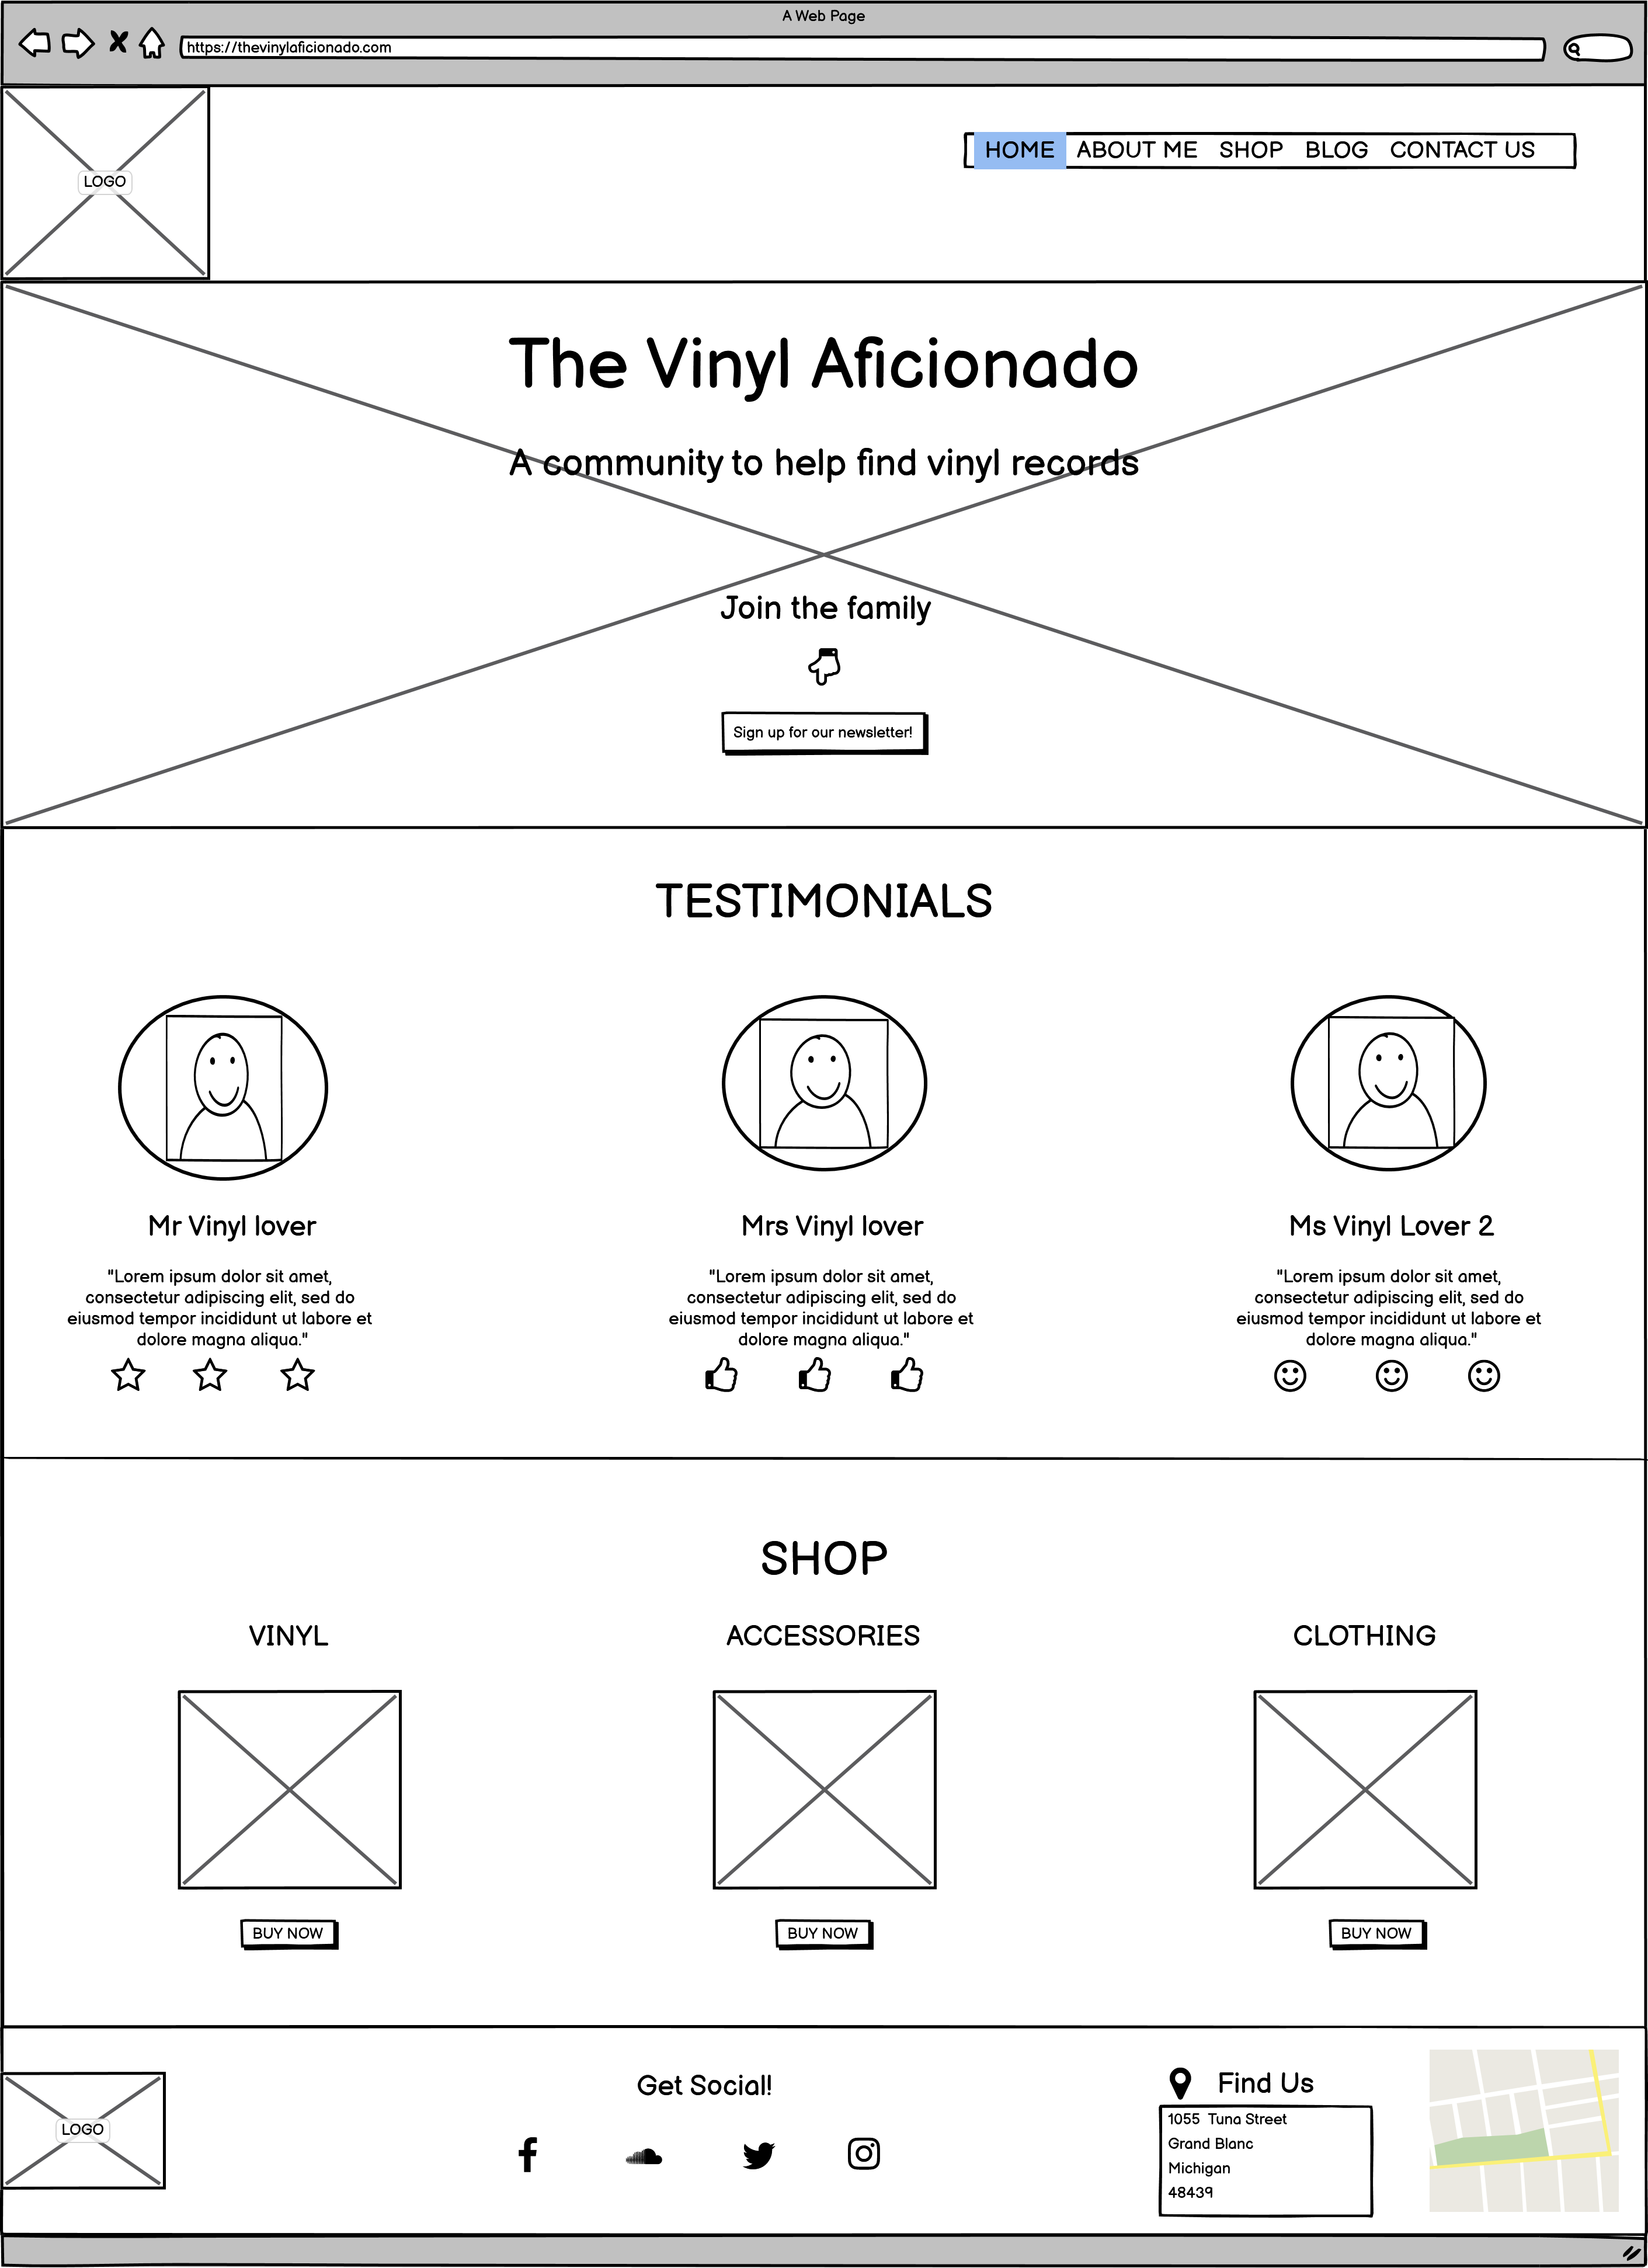 A Web Page
https://thevinylaficionado.com
LOGO
HOME ABOUT ME SHOP BLOG CONTACT US
The Vinyl Aficionado
A community to help find vinyl records
Join the family
Sign up for our newsletter!
TESTIMONIALS
Mr Vinyl lover
"Lorem ipsum dolor sit amet,
consectetur adipiscing elit, sed do
eiusmod tempor incididunt ut labore et
dolore magna aliqua."
Mrs Vinyl lover
"Lorem ipsum dolor sit amet,
consectetur adipiscing elit, sed do
eiusmod tempor incididunt ut labore et
dolore magna aliqua."
Ms Vinyl Lover 2
"Lorem ipsum dolor sit amet,
consectetur adipiscing elit, sed do
eiusmod tempor incididunt ut labore et
dolore magna aliqua."
SHOP
VINYL
ACCESSORIES
CLOTHING
BUY NOW
BUY NOW
BUY NOW
LOGO
Get Social!
Find Us
1055 Tuna Street
Grand Blanc
Michigan
48439